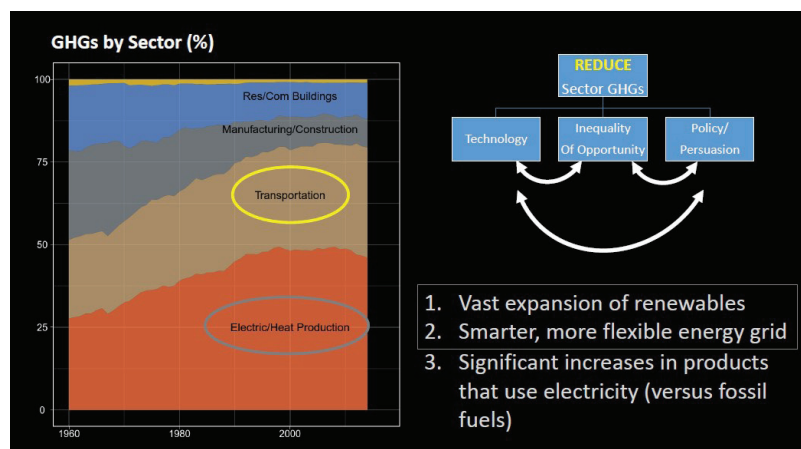 GHGs by Sector (%)
100
75
50
25
0
1960
1980
2000
Res/Com Buildings
Manufacturing/Construction
Transportation
Electric/Heat Production
REDUCE
Sector GHGs
Technology
Inequality
Of Opportunity
Policy/
Persuasion
1. Vast expansion of renewables
2. Smarter, more flexible energy grid
3. Significant increases in products
that use electricity (versus fossil
fuels)